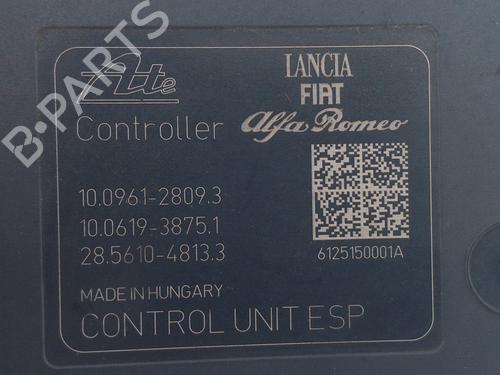 B-PARTS
Ate
LANCIA
FIAT
Alfa Romeo
Controller
10.0961-2809.3
10.0619-3875.1
28.5610-4813.3
6125150001A
MADE IN HUNGARY
CONTROL UNIT ESP